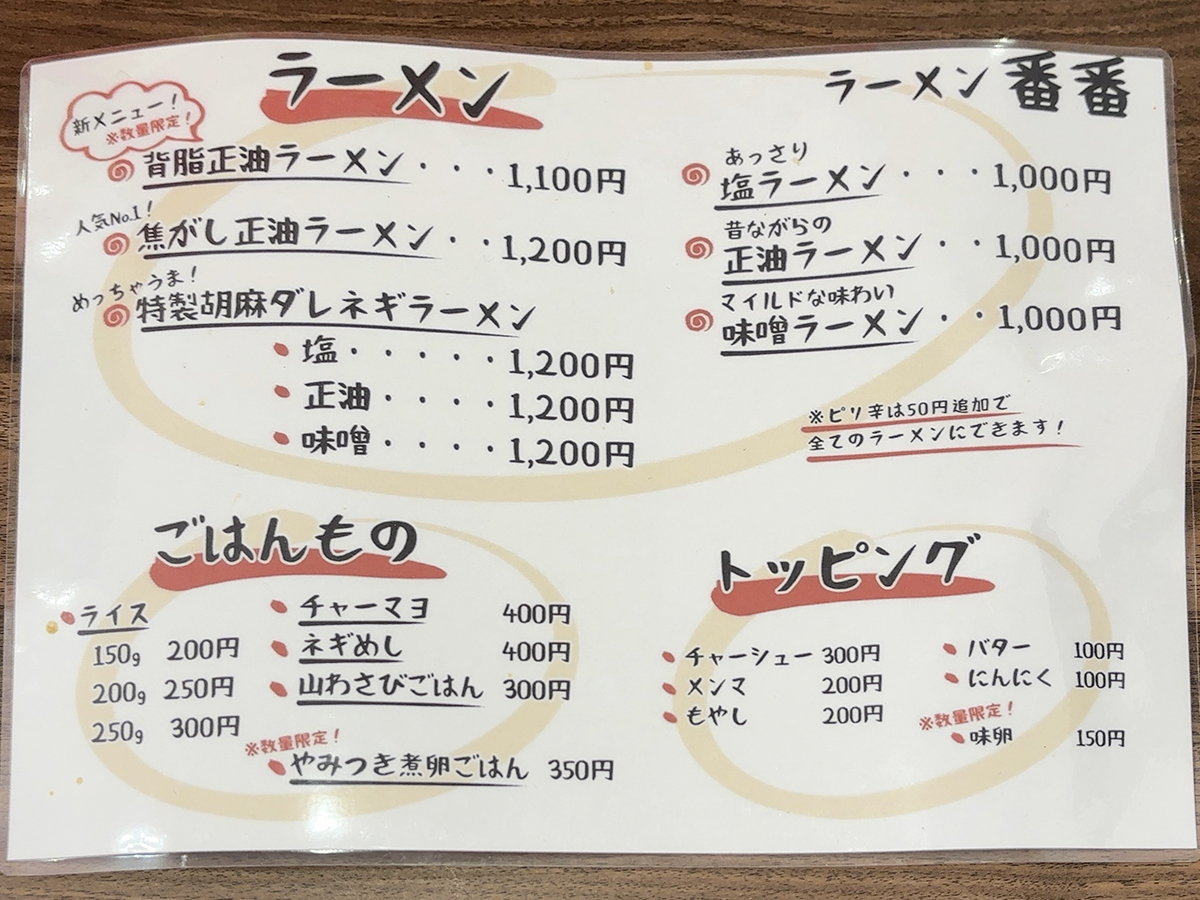 ラーメン
ラーメン 番番
新メニュー!
※数量限定!
背脂正油ラーメン・・・1,100円
人気No.1!
焦がし正油ラーメン・・1,200円
めっちゃうま!
特製胡麻ダレネギラーメン
塩・・・・・1,200円
正油・・・・1,200円
味噌・・・・1,200円
あっさり
塩ラーメン・・・1,000円
昔ながらの
正油ラーメン・・1,000円
マイルドな味わい
味噌ラーメン・・1,000円
※ピリ辛は50円追加で
全てのラーメンにできます!
ごはんもの
ライス
150g 200円
200g 250円
250g 300円
チャーマヨ 400円
ネギめし 400円
山わさびごはん 300円
※数量限定!
やみつき煮卵ごはん 350円
トッピング
チャーシュー 300円
メンマ 200円
もやし 200円
バター 100円
にんにく 100円
※数量限定!
味卵 150円